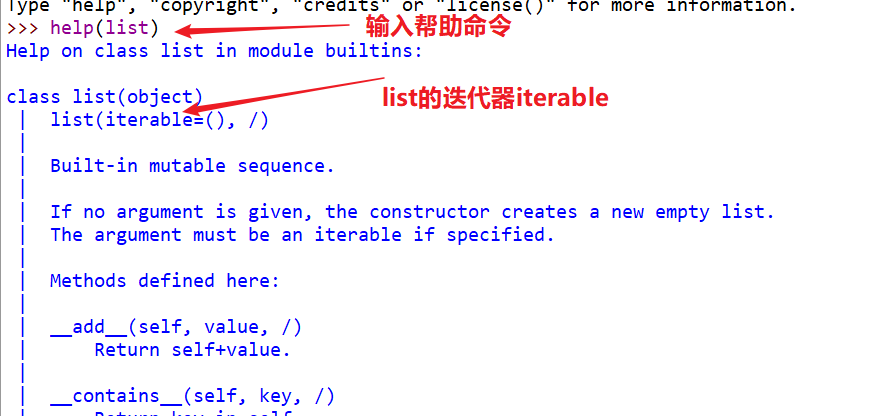 Type "help", "copyright", "credits" or "license()" for more information.
>>> help(list)
输入帮助命令
Help on class list in module builtins:
class list(object)
list的迭代器iterable
 |  list(iterable=(), /)
 |
 |  Built-in mutable sequence.
 |
 |  If no argument is given, the constructor creates a new empty list.
 |  The argument must be an iterable if specified.
 |
 |  Methods defined here:
 |
 |  __add__(self, value, /)
 |      Return self+value.
 |
 |  __contains__(self, key, /)
 |      Return key in self.